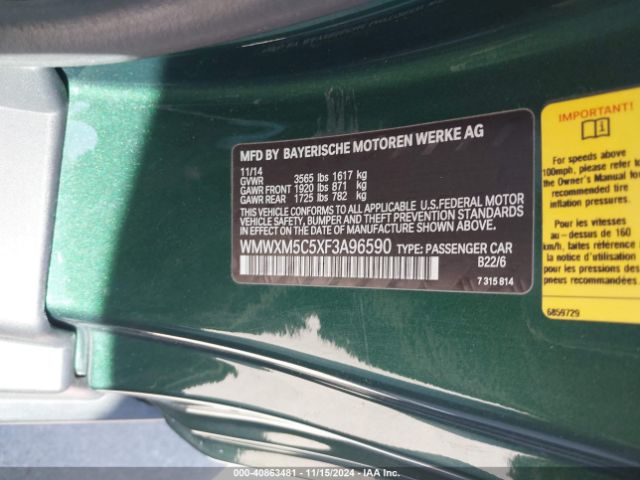 MFD BY BAYERISCHE MOTOREN WERKE AG
11/14
GVWR 3565 lbs 1617 kg
GAWR FRONT 1920 lbs 871 kg
GAWR REAR 1725 lbs 782 kg
THIS VEHICLE CONFORMS TO ALL APPLICABLE U.S.FEDERAL MOTOR
VEHICLE SAFETY, BUMPER AND THEFT PREVENTION STANDARDS
IN EFFECT ON THE DATE OF MANUFACTURE SHOWN ABOVE.
WMWXM5C5XF3A96590 TYPE: PASSENGER CAR
B22/6
7 315 814
IMPORTANT!
For speeds above
100mph, please refer to
the Owner's Manual for
recommended tire
inflation pressures.
Pour les vitesses
au-dessus de 160
km/h, faites référence
la notice d'utilisation
pour les pressions de
pneus recommandées.
6859729
000-40863481 - 11/15/2024 - IAA Inc.